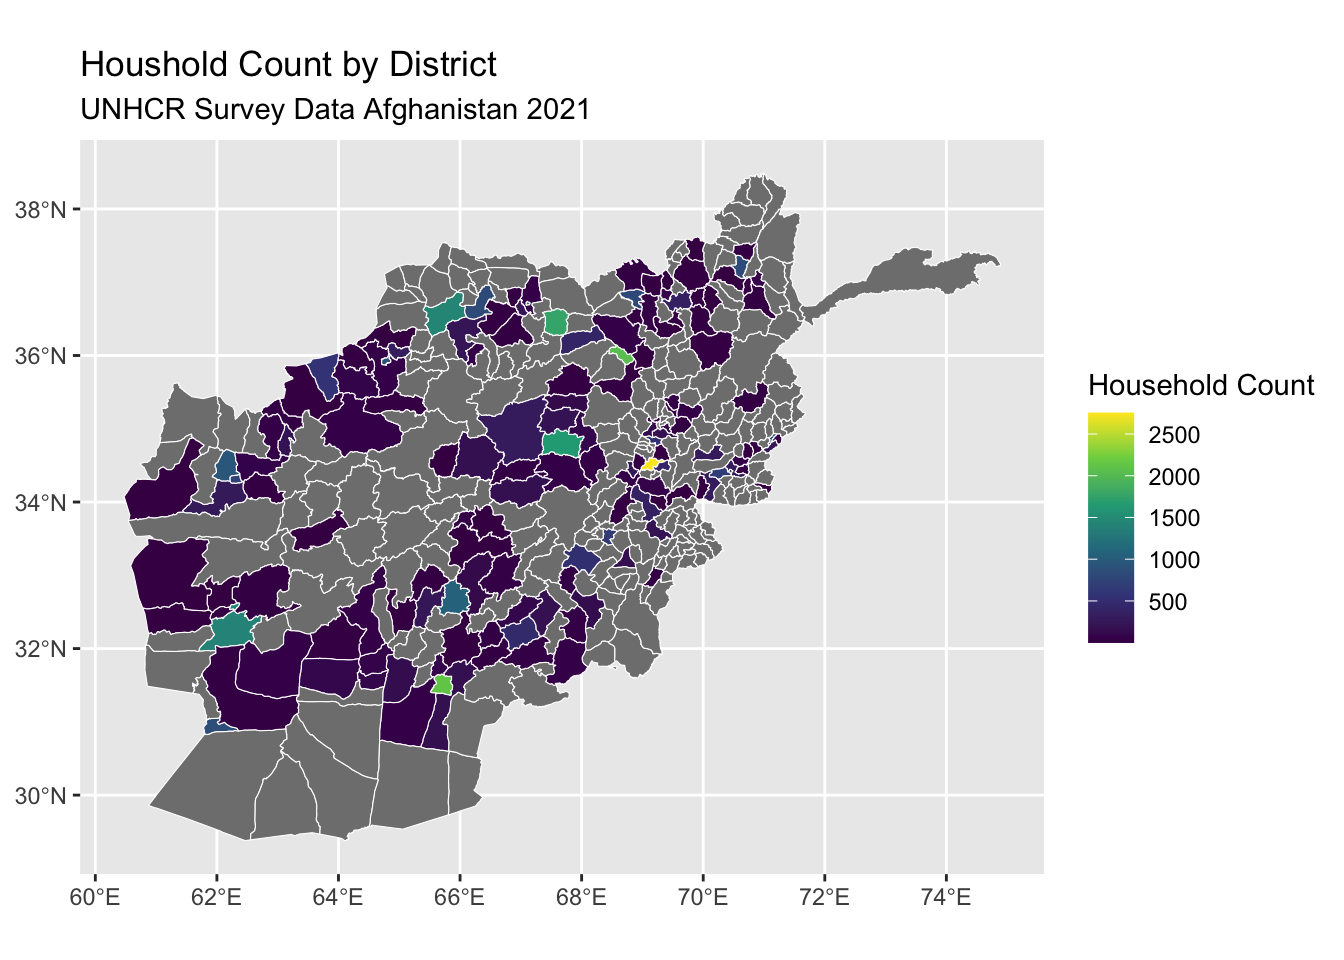 Houshold Count by District
UNHCR Survey Data Afghanistan 2021
38°N
36°N
34°N
32°N
30°N
60°E 62°E 64°E 66°E 68°E 70°E 72°E 74°E
Household Count
2500
2000
1500
1000
500